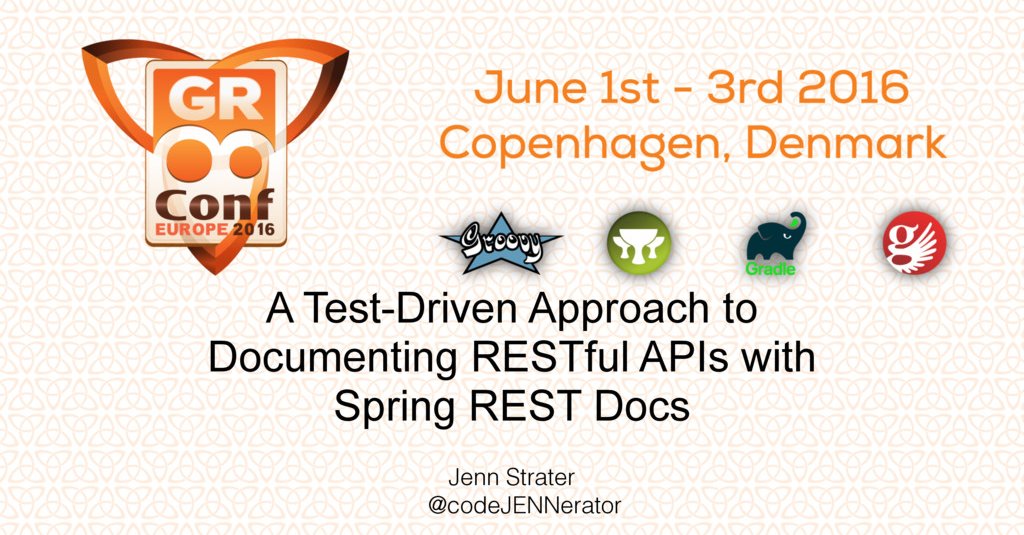 GR
Conf
EUROPE 2016
June 1st - 3rd 2016
Copenhagen, Denmark
Groovy
Gradle
g
A Test-Driven Approach to
Documenting RESTful APIs with
Spring REST Docs
Jenn Strater
@codeJENNerator